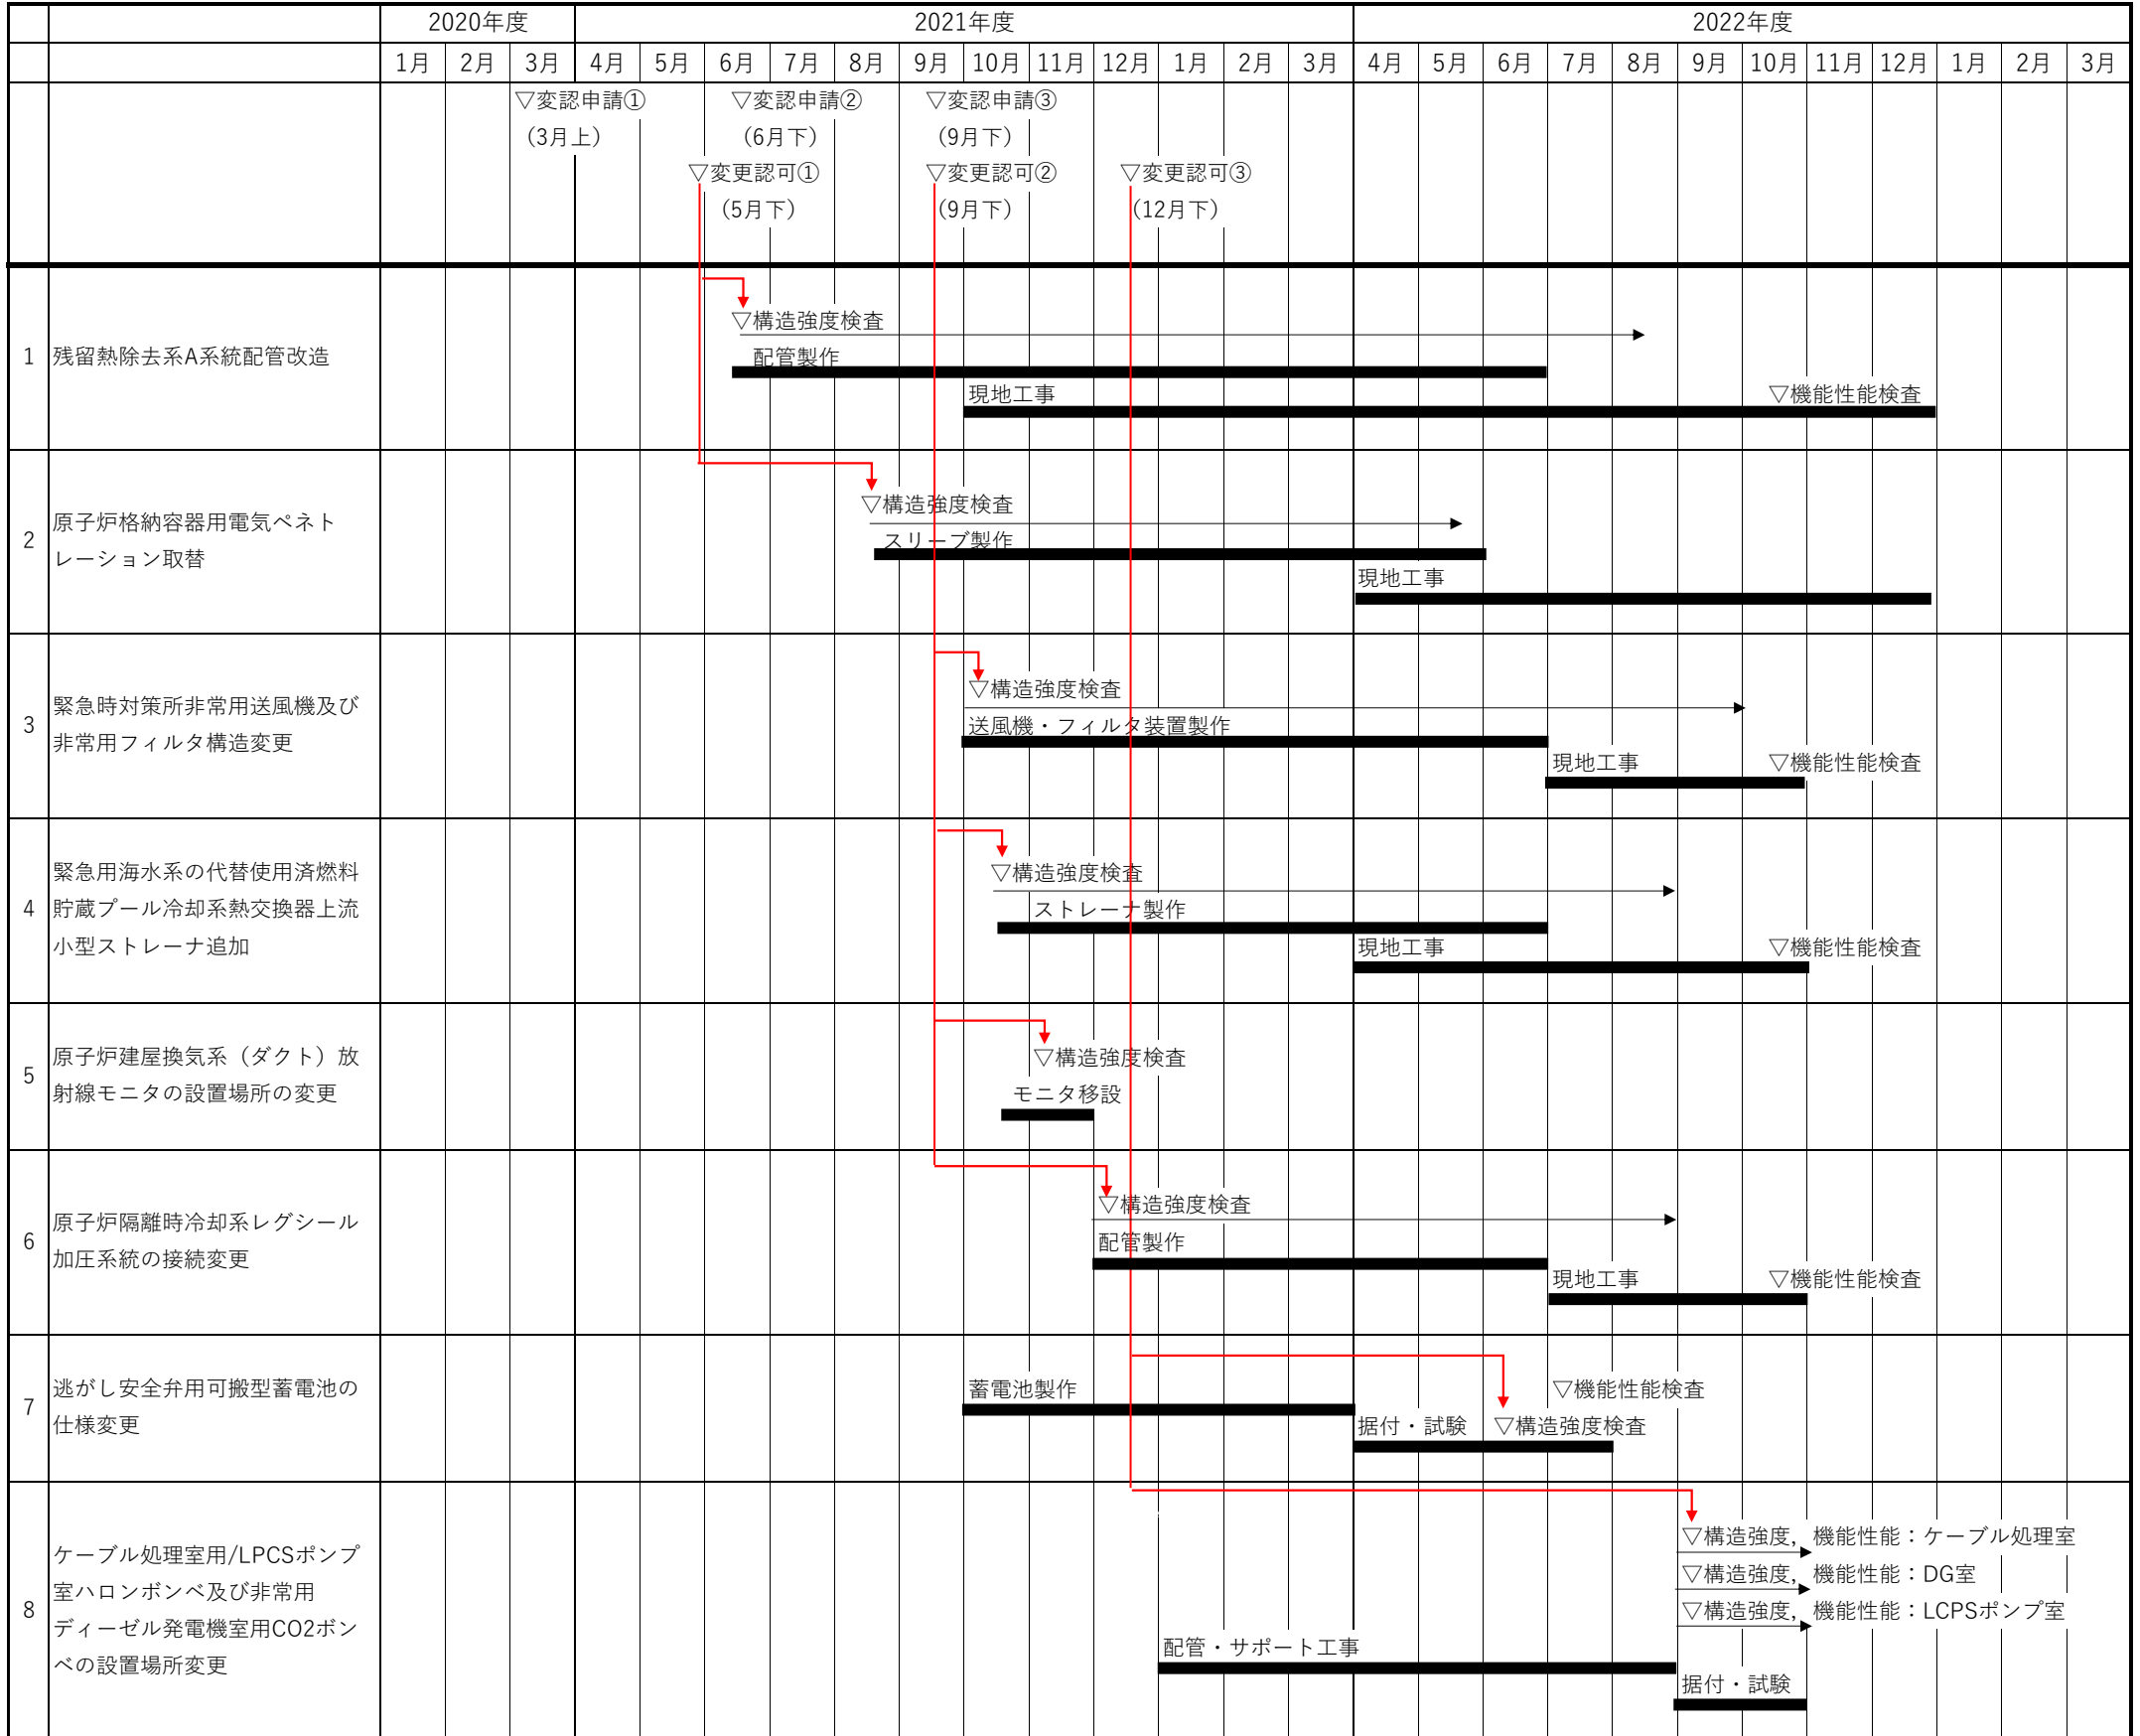 2020年度 2021年度 2022年度
1月 2月 3月 4月 5月 6月 7月 8月 9月 10月 11月 12月 1月 2月 3月 4月 5月 6月 7月 8月 9月 10月 11月 12月 1月 2月 3月
▽変認申請① ▽変認申請② ▽変認申請③
（3月上） （6月下） （9月下）
▽変更認可① ▽変更認可② ▽変更認可③
（5月下） （9月下） （12月下）
▽構造強度検査
1 残留熱除去系A系統配管改造 配管製作
現地工事 ▽機能性能検査
▽構造強度検査
原子炉格納容器用電気ペネト
2 スリーブ製作
レーション取替
現地工事
▽構造強度検査
緊急時対策所非常用送風機及び
3 送風機・フィルタ装置製作
非常用フィルタ構造変更
現地工事 ▽機能性能検査
緊急用海水系の代替使用済燃料 ▽構造強度検査
4 貯蔵プール冷却系熱交換器上流 ストレーナ製作
小型ストレーナ追加 現地工事 ▽機能性能検査
原子炉建屋換気系（ダクト）放 ▽構造強度検査
5
射線モニタの設置場所の変更 モニタ移設
▽構造強度検査
原子炉隔離時冷却系レグシール
6 配管製作
加圧系統の接続変更
現地工事 ▽機能性能検査
逃がし安全弁用可搬型蓄電池の 蓄電池製作 ▽機能性能検査
7
仕様変更 据付・試験 ▽構造強度検査
▽構造強度，機能性能：ケーブル処理室
ケーブル処理室用/LPCSポンプ
▽構造強度，機能性能：DG室
室ハロンボンベ及び非常用
8 ▽構造強度，機能性能：LCPSポンプ室
ディーゼル発電機室用CO2ボン
配管・サポート工事
ベの設置場所変更
据付・試験